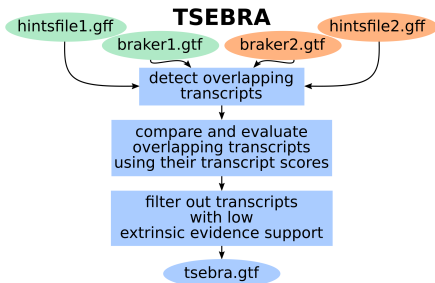 TSEBRA
hintsfile1.gff
hintsfile2.gff
braker1.gtf
braker2.gtf
detect overlapping
transcripts
compare and evaluate
overlapping transcripts
using their transcript scores
filter out transcripts
with low
extrinsic evidence support
tsebra.gtf